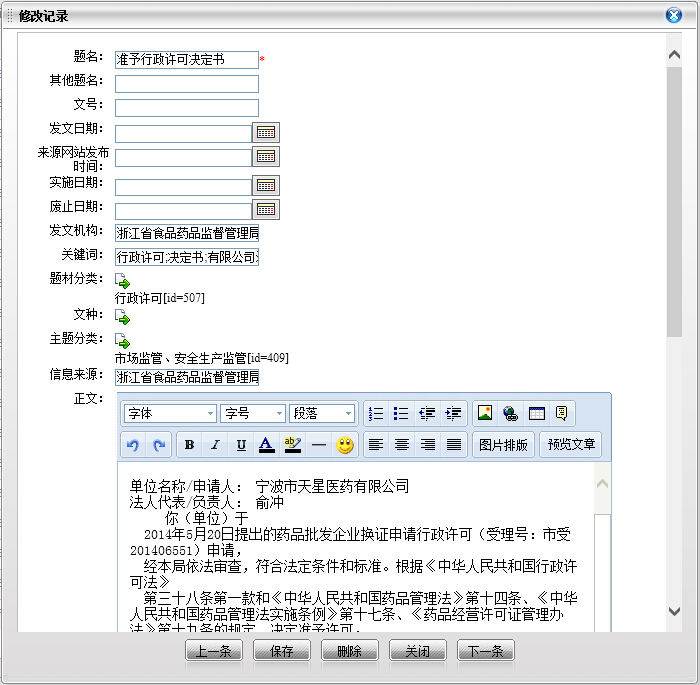 修改记录
题名: 准予行政许可决定书 *
其他题名:
文号:
发文日期:
来源网站发布
时间:
实施日期:
废止日期:
发文机构: 浙江省食品药品监督管理局
关键词: 行政许可;决定书;有限公司;
题材分类:
行政许可[id=507]
文种:
主题分类:
市场监管、安全生产监管[id=409]
信息来源: 浙江省食品药品监督管理局
正文:
字体 字号 段落
B I U A ab 图片排版 预览文章
单位名称/申请人: 宁波市天星医药有限公司
法人代表/负责人: 俞冲
你（单位）于
2014年5月20日提出的药品批发企业换证申请行政许可（受理号：市受
201406551）申请，
经本局依法审查，符合法定条件和标准。根据《中华人民共和国行政许
可法》
第三十八条第一款和《中华人民共和国药品管理法》第十四条、《中华
人民共和国药品管理法实施条例》第十七条、《药品经营许可证管理办
法》第十九条的规定，决定准予许可。
上一条 保存 删除 关闭 下一条